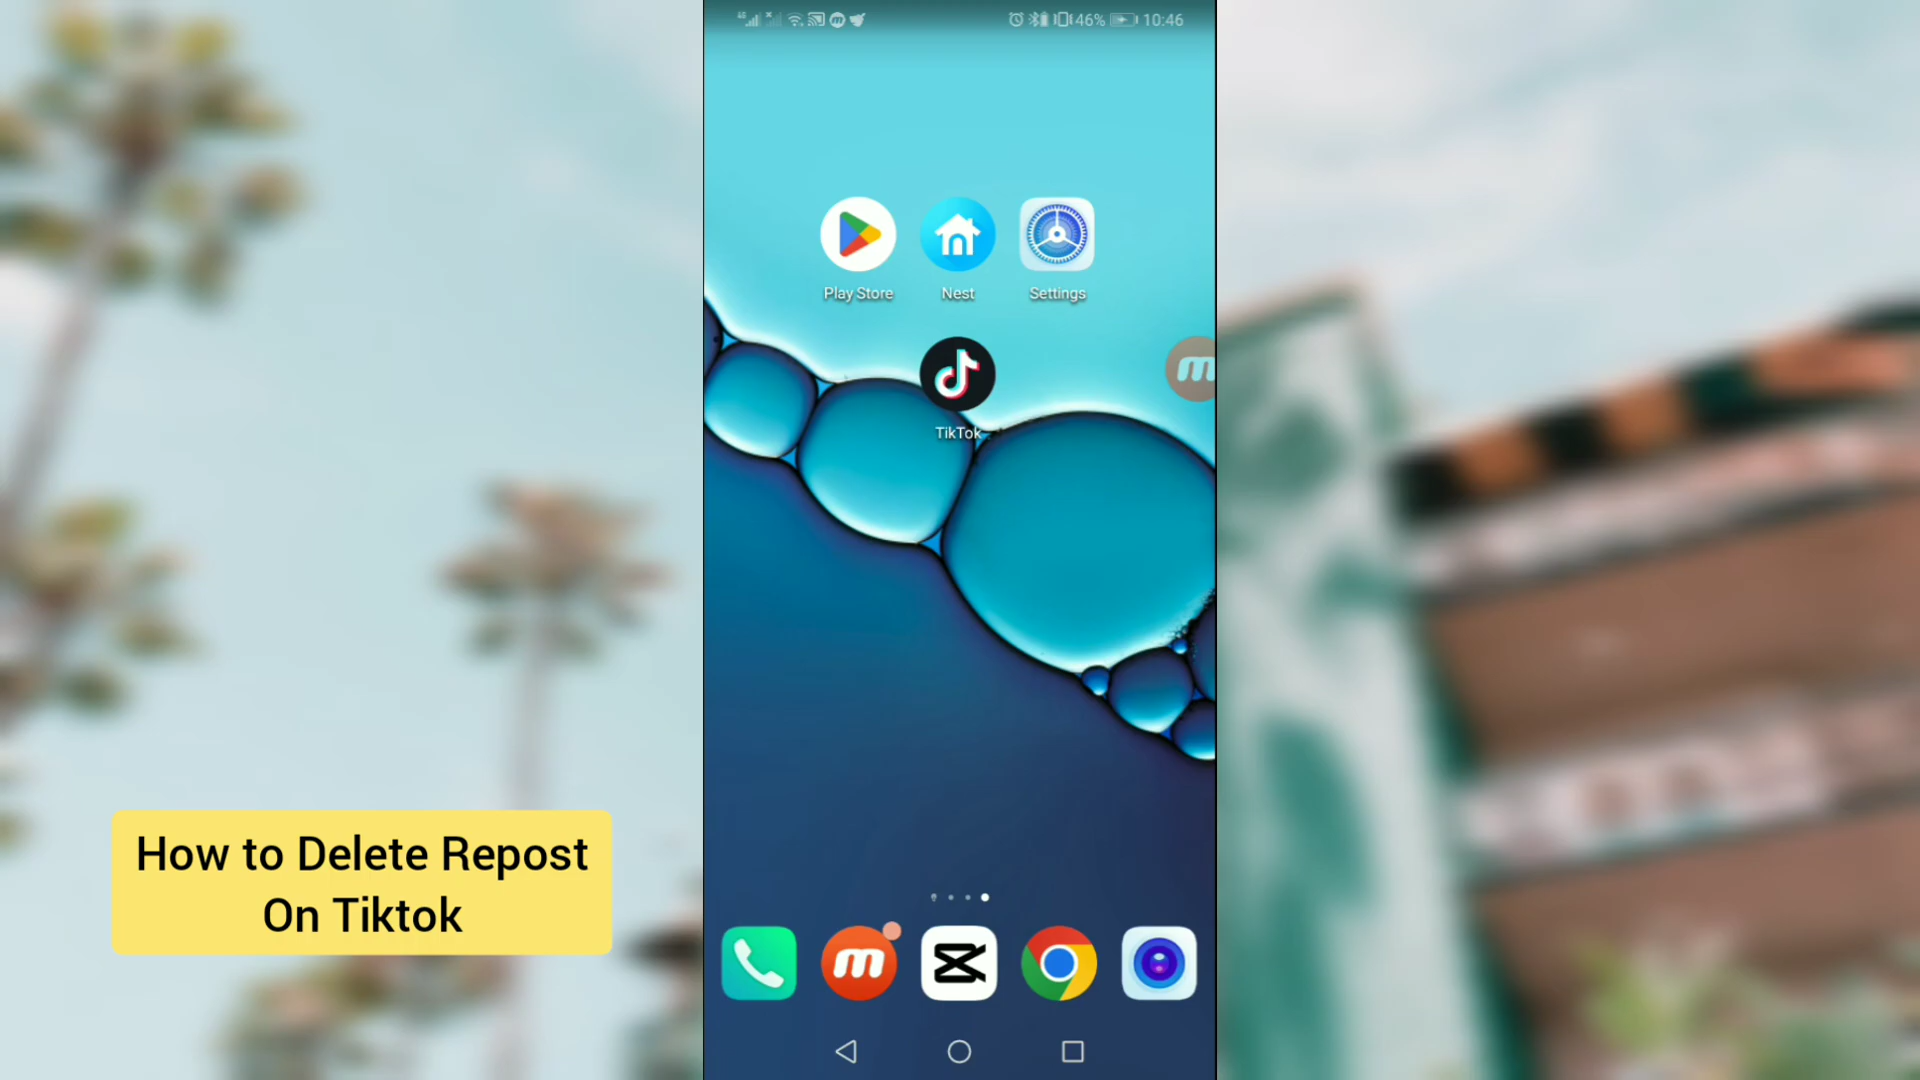 46% 10:46
Play Store Nest Settings
TikTok
How to Delete Repost
On Tiktok